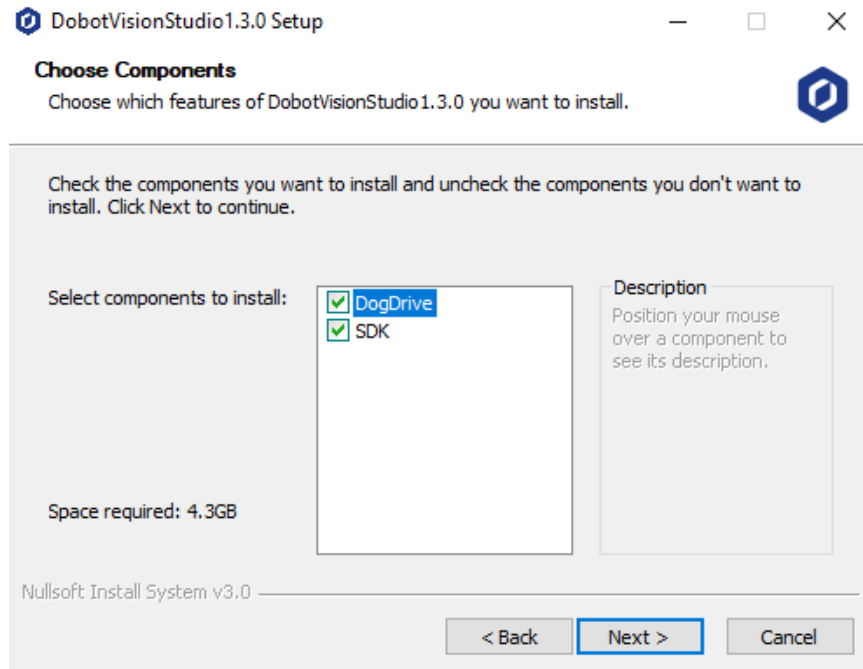 DobotVisionStudio1.3.0 Setup
Choose Components
Choose which features of DobotVisionStudio1.3.0 you want to install.
Check the components you want to install and uncheck the components you don't want to
install. Click Next to continue.
Select components to install:
DogDrive
SDK
Description
Position your mouse
over a component to
see its description.
Space required: 4.3GB
Nullsoft Install System v3.0
< Back
Next >
Cancel